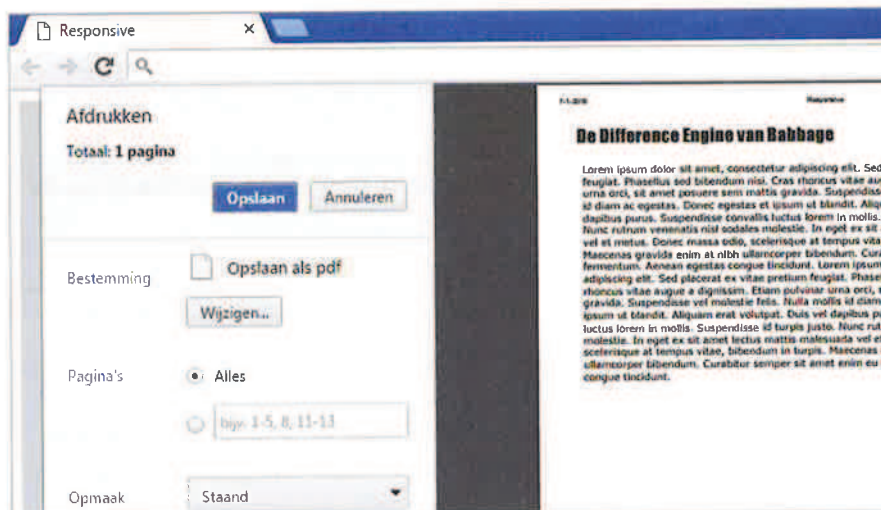 Responsive
Afdrukken
Totaal: 1 pagina
Opslaan Annuleren
Bestemming Opslaan als pdf
Wijzigen...
Pagina's Alles
bijv. 1-5, 8, 11-13
Opmaak Staand
Responsive
De Difference Engine van Babbage
Lorem ipsum dolor sit amet, consectetur adipiscing elit. Sed
feugiat. Phasellus sed bibendum nisi. Cras rhoncus vitae aug
urna orci, sit amet posuere sem mattis gravida. Suspendisse
id diam ac egestas. Donec egestas et ipsum ut blandit. Aliqu
dapibus purus. Suspendisse convallis luctus lorem in mollis.
Nunc rutrum venenatis nisl sodales molestie. In eget ex sit
vel et metus. Donec massa odio, scelerisque at tempus vita
Maecenas gravida enim at nibh ullamcorper bibendum. Cura
fermentum. Aenean egestas congue tincidunt. Lorem ipsum
adipiscing elit. Sed placerat ex vitae pretium feugiat. Phasel
rhoncus vitae augue a dignissim. Etiam pulvinar urna orci,
gravida. Suspendisse vel molestie felis. Nulla mollis id diam
ipsum ut blandit. Aliquam erat volutpat. Duis vel dapibus pu
luctus lorem in mollis. Suspendisse id turpis justo. Nunc rut
molestie. In eget ex sit amet lectus mattis malesuada vel et
scelerisque at tempus vitae, bibendum in turpis. Maecenas
ullamcorper bibendum. Curabitur semper sit amet enim eu
congue tincidunt.